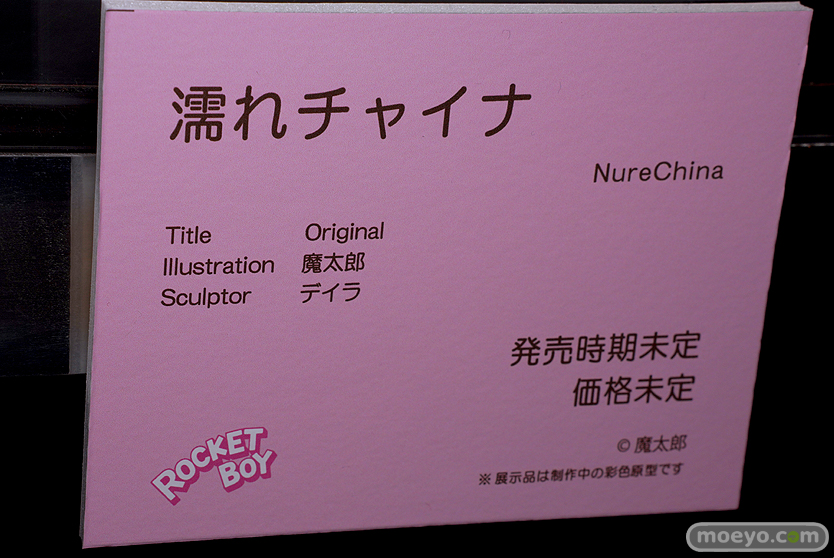 濡れチャイナ
NureChina
Title Original
Illustration 魔太郎
Sculptor デイラ
発売時期未定
価格未定
© 魔太郎
※ 展示品は制作中の彩色原型です
ROCKET
BOY
moeyo.com